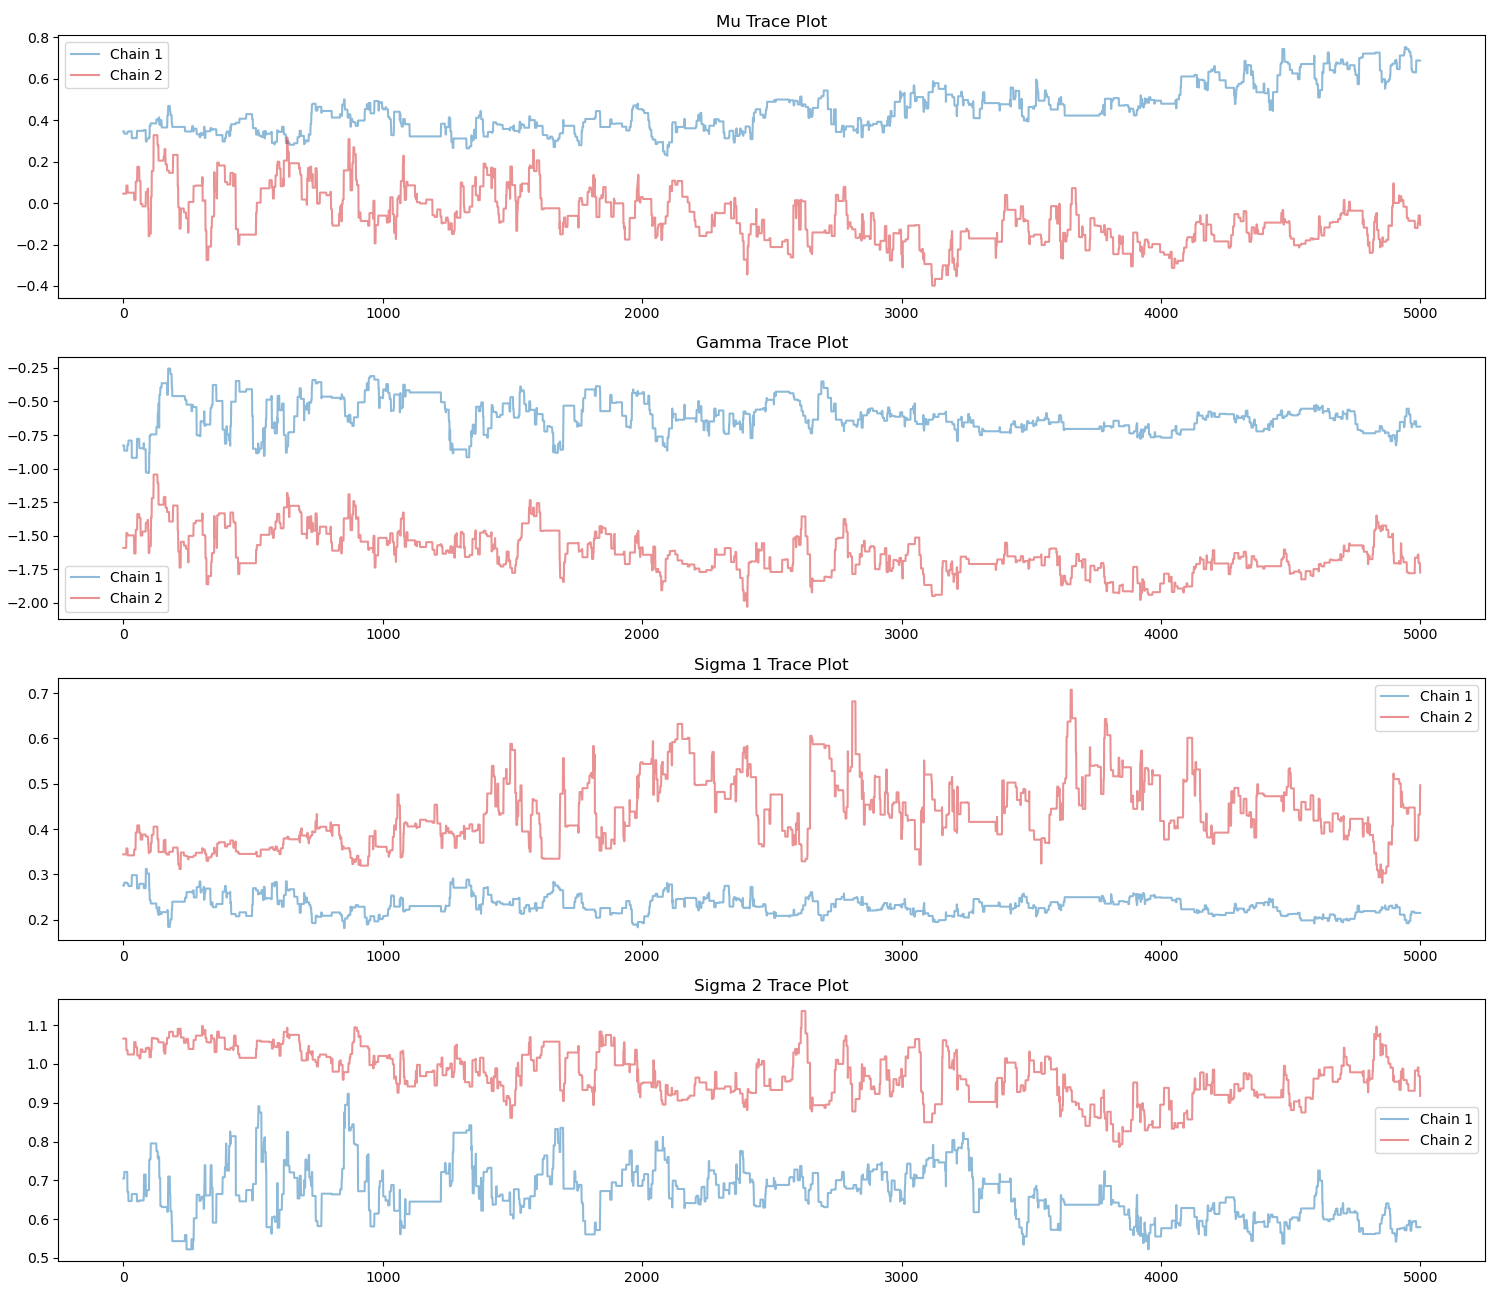 Mu Trace Plot
Chain 1
Chain 2
0.8
0.6
0.4
0.2
0.0
−0.2
−0.4
0 1000 2000 3000 4000 5000
Gamma Trace Plot
−0.25
−0.50
−0.75
−1.00
−1.25
−1.50
−1.75
−2.00
Chain 1
Chain 2
0 1000 2000 3000 4000 5000
Sigma 1 Trace Plot
Chain 1
Chain 2
0.7
0.6
0.5
0.4
0.3
0.2
0 1000 2000 3000 4000 5000
Sigma 2 Trace Plot
1.1
1.0
0.9
0.8
0.7
0.6
0.5
Chain 1
Chain 2
0 1000 2000 3000 4000 5000